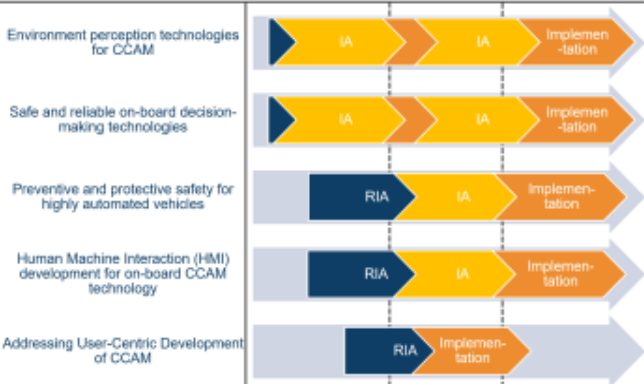 Environment perception technologies
for CCAM
IA
IA
Implemen
-tation
Safe and reliable on-board decision-
making technologies
IA
IA
Implemen
-tation
Preventive and protective safety for
highly automated vehicles
RIA
IA
Implemen-
tation
Human Machine Interaction (HMI)
development for on-board CCAM
technology
RIA
IA
Implemen-
tation
Addressing User-Centric Development
of CCAM
RIA
Implemen-
tation